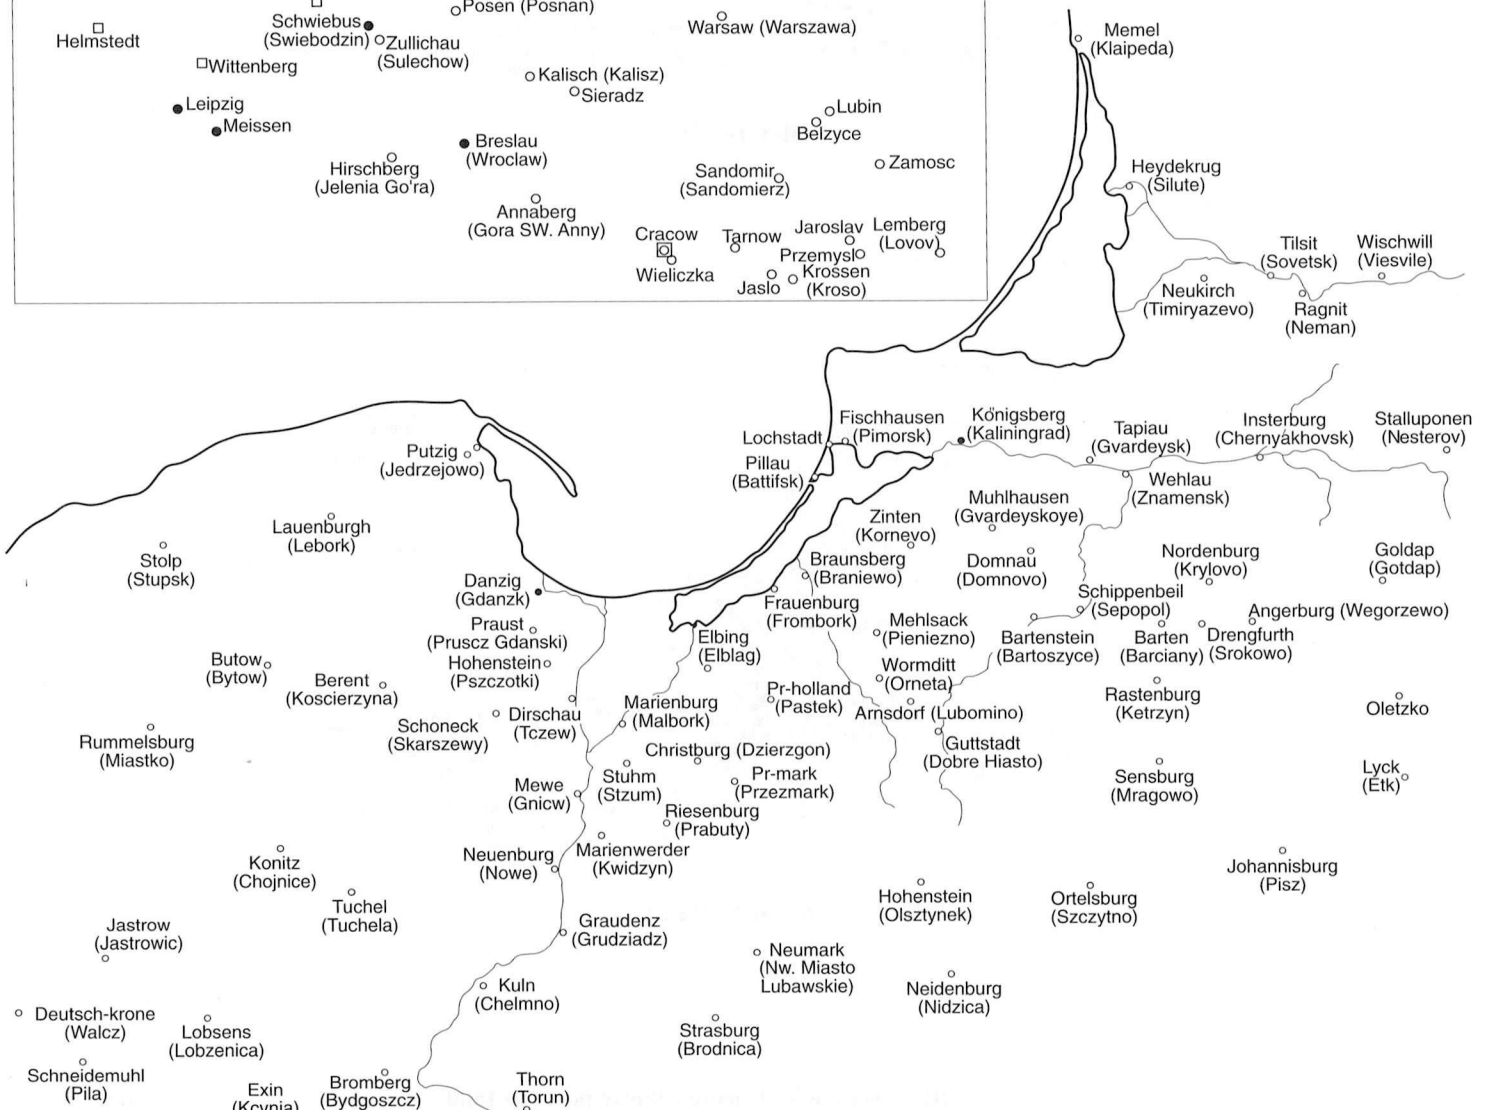 Posen (Posnan)
Schwiebus
(Swiebodzin)
Helmstedt
Zullichau
(Sulechow)
Warsaw (Warszawa)
Wittenberg
Kalisch (Kalisz)
Sieradz
Leipzig
Meissen
Lubin
Belzyce
Breslau
(Wroclaw)
Hirschberg
(Jelenia Go'ra)
Sandomir
(Sandomierz)
Zamosc
Annaberg
(Gora SW. Anny)
Cracow
Wieliczka
Tarnow
Jaroslav
Przemysl
Lemberg
(Lovov)
Jaslo
Krossen
(Kroso)
Memel
(Klaipeda)
Heydekrug
(Silute)
Tilsit
(Sovetsk)
Wischwill
(Viesvile)
Neukirch
(Timiryazevo)
Ragnit
(Neman)
Putzig
(Jedrzejowo)
Lochstadt
Fischhausen
(Pimorsk)
Königsberg
(Kaliningrad)
Tapiau
(Gvardeysk)
Insterburg
(Chernyakhovsk)
Stalluponen
(Nesterov)
Pillau
(Battifsk)
Wehlau
(Znamensk)
Lauenburgh
(Lebork)
Stolp
(Stupsk)
Zinten
(Kornevo)
Muhlhausen
(Gvardeyskoye)
Braunsberg
(Braniewo)
Domnau
(Domnovo)
Nordenburg
(Krylovo)
Goldap
(Gotdap)
Danzig
(Gdanzk)
Praust
(Pruscz Gdanski)
Hohenstein
(Pszczotki)
Frauenburg
(Frombork)
Schippenbeil
(Sepopol)
Angerburg (Wegorzewo)
Mehlsack
(Pieniezno)
Bartenstein
(Bartoszyce)
Barten
(Barciany)
Drengfurth
(Srokowo)
Elbing
(Elblag)
Butow
(Bytow)
Berent
(Koscierzyna)
Wormditt
(Orneta)
Pr-holland
(Pastek)
Rastenburg
(Ketrzyn)
Oletzko
Marienburg
(Malbork)
Dirschau
(Tczew)
Schoneck
(Skarszewy)
Arnsdorf (Lubomino)
Rummelsburg
(Miastko)
Christburg (Dzierzgon)
Guttstadt
(Dobre Hiasto)
Stuhm
(Stzum)
Pr-mark
(Przezmark)
Sensburg
(Mragowo)
Lyck
(Etk)
Mewe
(Gnicw)
Riesenburg
(Prabuty)
Marienwerder
(Kwidzyn)
Neuenburg
(Nowe)
Konitz
(Chojnice)
Johannisburg
(Pisz)
Tuchel
(Tuchela)
Hohenstein
(Olsztynek)
Ortelsburg
(Szczytno)
Jastrow
(Jastrowic)
Graudenz
(Grudziadz)
Neumark
(Nw. Miasto
Lubawskie)
Kuln
(Chelmno)
Neidenburg
(Nidzica)
Deutsch-krone
(Walcz)
Lobsens
(Lobzenica)
Strasburg
(Brodnica)
Schneidemuhl
(Pila)
Exin
(Kcynia)
Bromberg
(Bydgoszcz)
Thorn
(Torun)